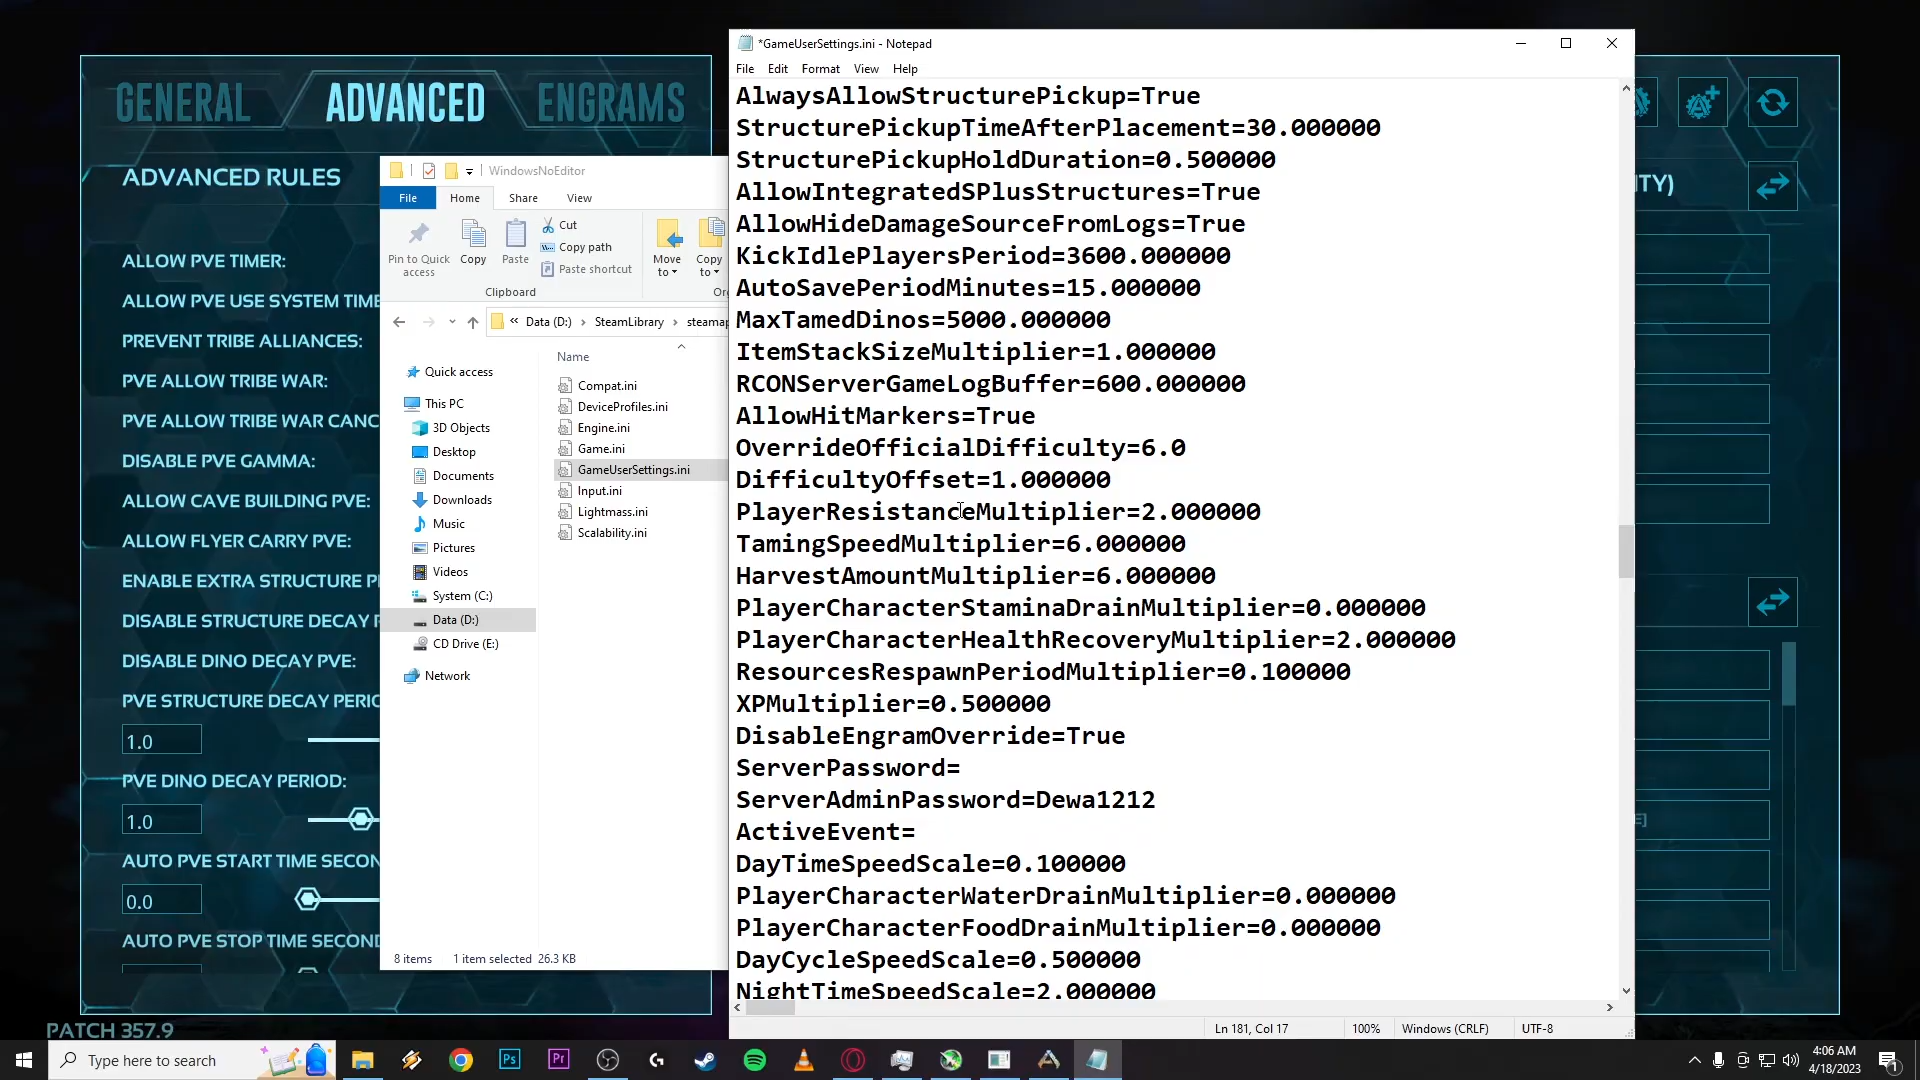 GENERAL
ADVANCED
ENGRAMS
ADVANCED RULES
ALLOW PVE TIMER:
ALLOW PVE USE SYSTEM TIME
PREVENT TRIBE ALLIANCES:
PVE ALLOW TRIBE WAR:
PVE ALLOW TRIBE WAR CANC
DISABLE PVE GAMMA:
ALLOW CAVE BUILDING PVE:
ALLOW FLYER CARRY PVE:
ENABLE EXTRA STRUCTURE P
DISABLE STRUCTURE DECAY
DISABLE DINO DECAY PVE:
PVE STRUCTURE DECAY PERIO
1.0
PVE DINO DECAY PERIOD:
1.0
AUTO PVE START TIME SECON
0.0
AUTO PVE STOP TIME SECOND
PATCH 357.9
WindowsNoEditor
File
Home
Share
View
Pin to Quick access
Copy
Paste
Cut
Copy path
Paste shortcut
Move to
Copy to
Clipboard
Org
« Data (D:) › SteamLibrary › steamap
Name
Quick access
This PC
3D Objects
Desktop
Documents
Downloads
Music
Pictures
Videos
System (C:)
Data (D:)
CD Drive (E:)
Network
Compat.ini
DeviceProfiles.ini
Engine.ini
Game.ini
GameUserSettings.ini
Input.ini
Lightmass.ini
Scalability.ini
8 items
1 item selected 26.3 KB
*GameUserSettings.ini - Notepad
File
Edit
Format
View
Help
AlwaysAllowStructurePickup=True
StructurePickupTimeAfterPlacement=30.000000
StructurePickupHoldDuration=0.500000
AllowIntegratedSPlusStructures=True
AllowHideDamageSourceFromLogs=True
KickIdlePlayersPeriod=3600.000000
AutoSavePeriodMinutes=15.000000
MaxTamedDinos=5000.000000
ItemStackSizeMultiplier=1.000000
RCONServerGameLogBuffer=600.000000
AllowHitMarkers=True
OverrideOfficialDifficulty=6.0
DifficultyOffset=1.000000
PlayerResistanceMultiplier=2.000000
TamingSpeedMultiplier=6.000000
HarvestAmountMultiplier=6.000000
PlayerCharacterStaminaDrainMultiplier=0.000000
PlayerCharacterHealthRecoveryMultiplier=2.000000
ResourcesRespawnPeriodMultiplier=0.100000
XPMultiplier=0.500000
DisableEngramOverride=True
ServerPassword=
ServerAdminPassword=Dewa1212
ActiveEvent=
DayTimeSpeedScale=0.100000
PlayerCharacterWaterDrainMultiplier=0.000000
PlayerCharacterFoodDrainMultiplier=0.000000
DayCycleSpeedScale=0.500000
NightTimeSpeedScale=2.000000
Ln 181, Col 17
100%
Windows (CRLF)
UTF-8
ITY)
E]
Type here to search
Ps
Pr
4:06 AM
4/18/2023
1